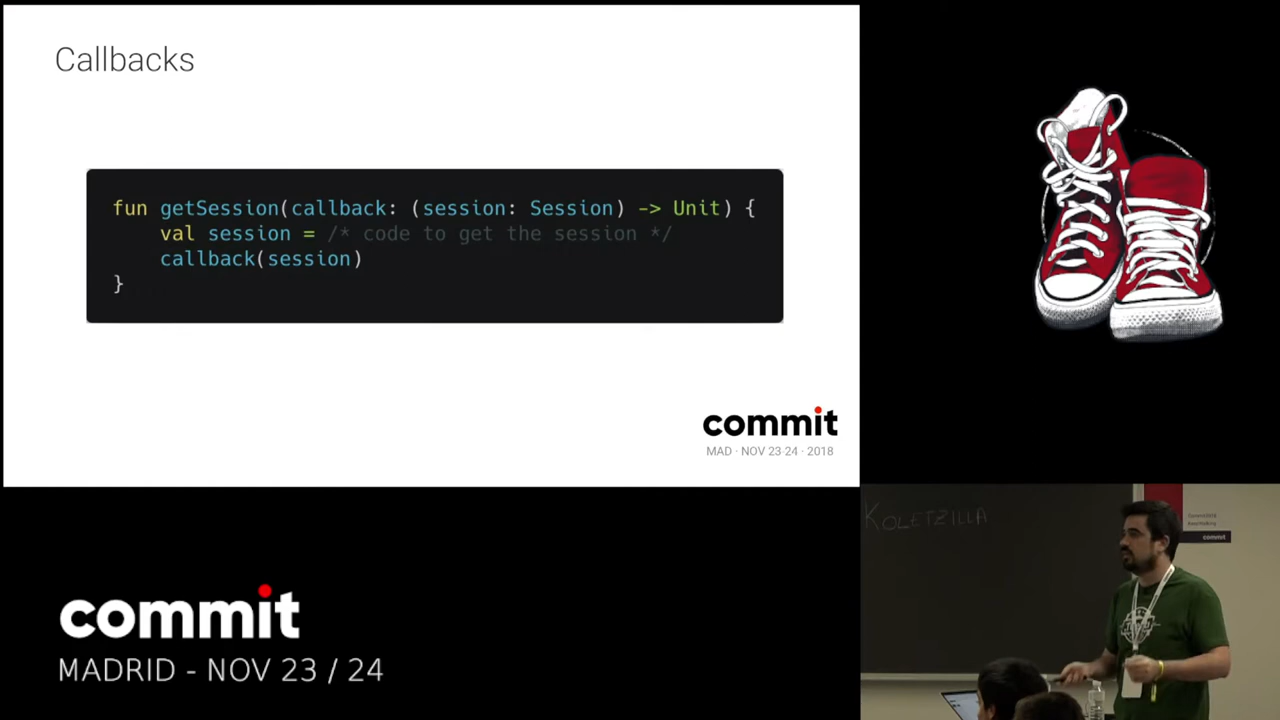 Callbacks
fun getSession(callback: (session: Session) -> Unit) {
val session = /* code to get the session */
callback(session)
}
commit
MAD · NOV 23-24 · 2018
commit
MADRID - NOV 23 / 24
KOLETZILLA
commit